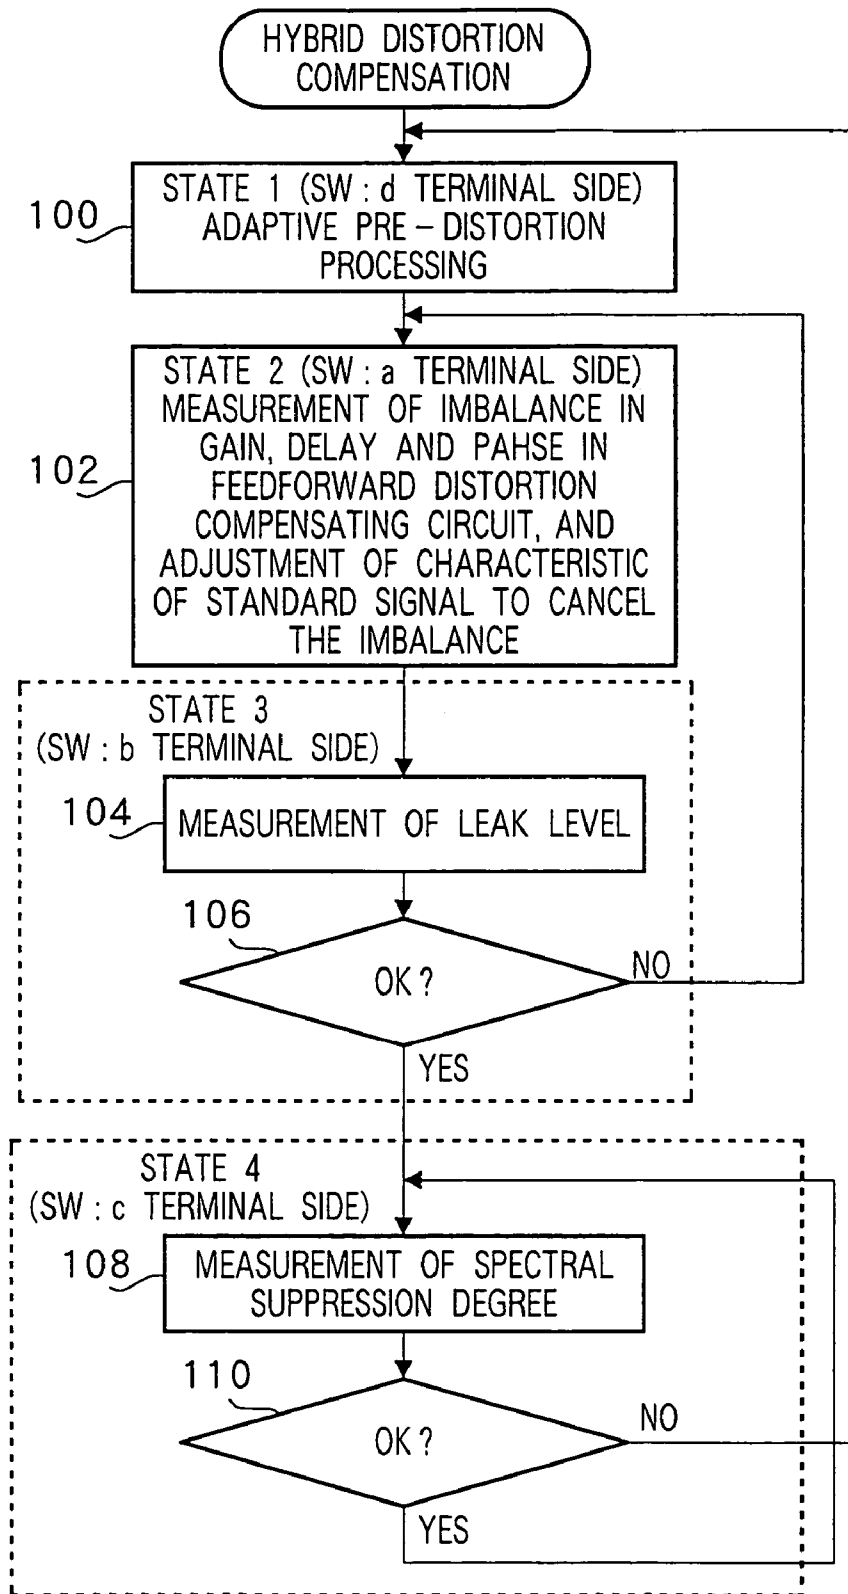 HYBRID DISTORTION
COMPENSATION
100
STATE 1 (SW : d TERMINAL SIDE)
ADAPTIVE PRE-DISTORTION
PROCESSING
102
STATE 2 (SW : a TERMINAL SIDE)
MEASUREMENT OF IMBALANCE IN
GAIN, DELAY AND PAHSE IN
FEEDFORWARD DISTORTION
COMPENSATING CIRCUIT, AND
ADJUSTMENT OF CHARACTERISTIC
OF STANDARD SIGNAL TO CANCEL
THE IMBALANCE
STATE 3
(SW : b TERMINAL SIDE)
104
MEASUREMENT OF LEAK LEVEL
106
OK?
NO
YES
STATE 4
(SW : c TERMINAL SIDE)
108
MEASUREMENT OF SPECTRAL
SUPPRESSION DEGREE
110
OK?
NO
YES